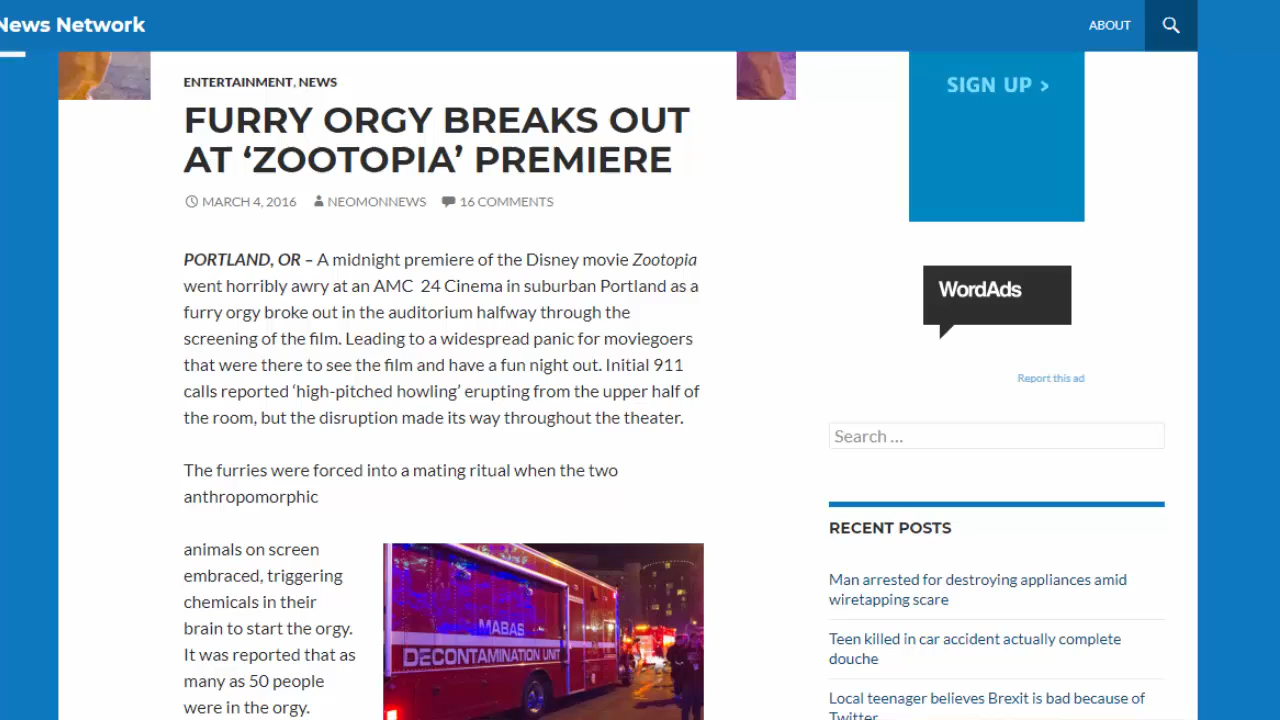 News Network
ABOUT
ENTERTAINMENT, NEWS
FURRY ORGY BREAKS OUT
AT ‘ZOOTOPIA’ PREMIERE
MARCH 4, 2016 NEOMONNEWS 16 COMMENTS
PORTLAND, OR – A midnight premiere of the Disney movie Zootopia
went horribly awry at an AMC 24 Cinema in suburban Portland as a
furry orgy broke out in the auditorium halfway through the
screening of the film. Leading to a widespread panic for moviegoers
that were there to see the film and have a fun night out. Initial 911
calls reported ‘high-pitched howling’ erupting from the upper half of
the room, but the disruption made its way throughout the theater.
The furries were forced into a mating ritual when the two
anthropomorphic
animals on screen
embraced, triggering
chemicals in their
brain to start the orgy.
It was reported that as
many as 50 people
were in the orgy.
MABAS
DECONTAMINATION UNIT
SIGN UP >
WordAds
Report this ad
Search …
RECENT POSTS
Man arrested for destroying appliances amid
wiretapping scare
Teen killed in car accident actually complete
douche
Local teenager believes Brexit is bad because of
Twitter